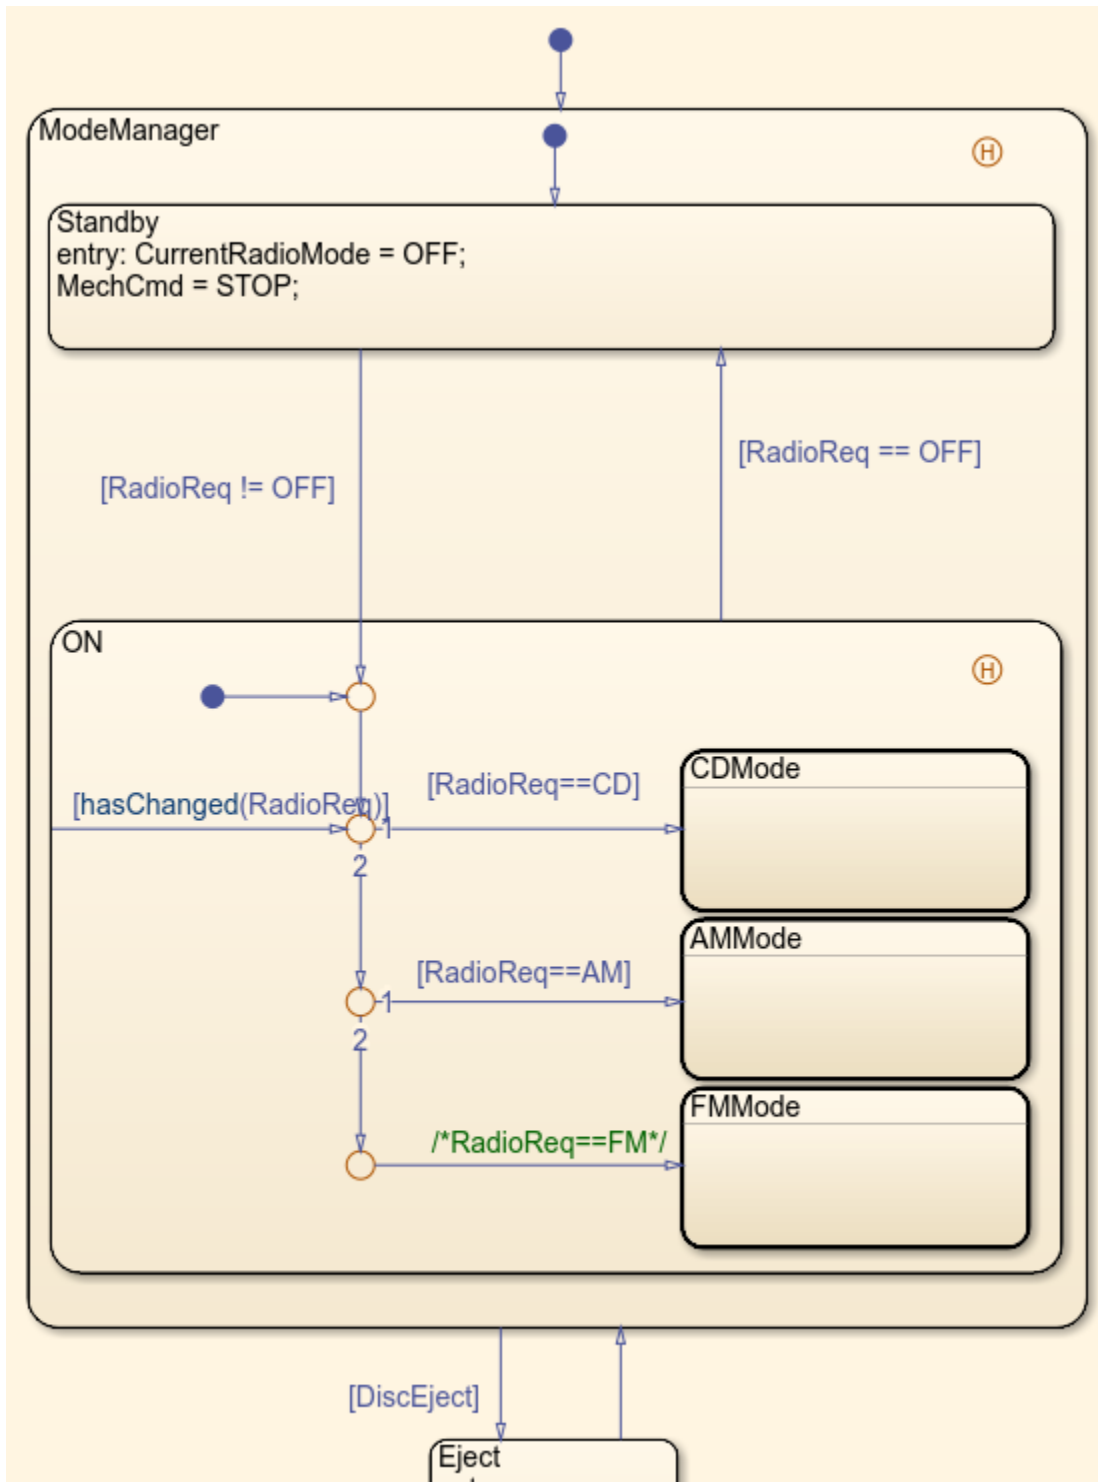 ModeManager
H
Standby
entry: CurrentRadioMode = OFF;
MechCmd = STOP;
[RadioReq != OFF]
[RadioReq == OFF]
ON
H
[hasChanged(RadioReq)]
1
[RadioReq==CD]
CDMode
2
1
[RadioReq==AM]
AMMode
2
/*RadioReq==FM*/
FMMode
[DiscEject]
Eject